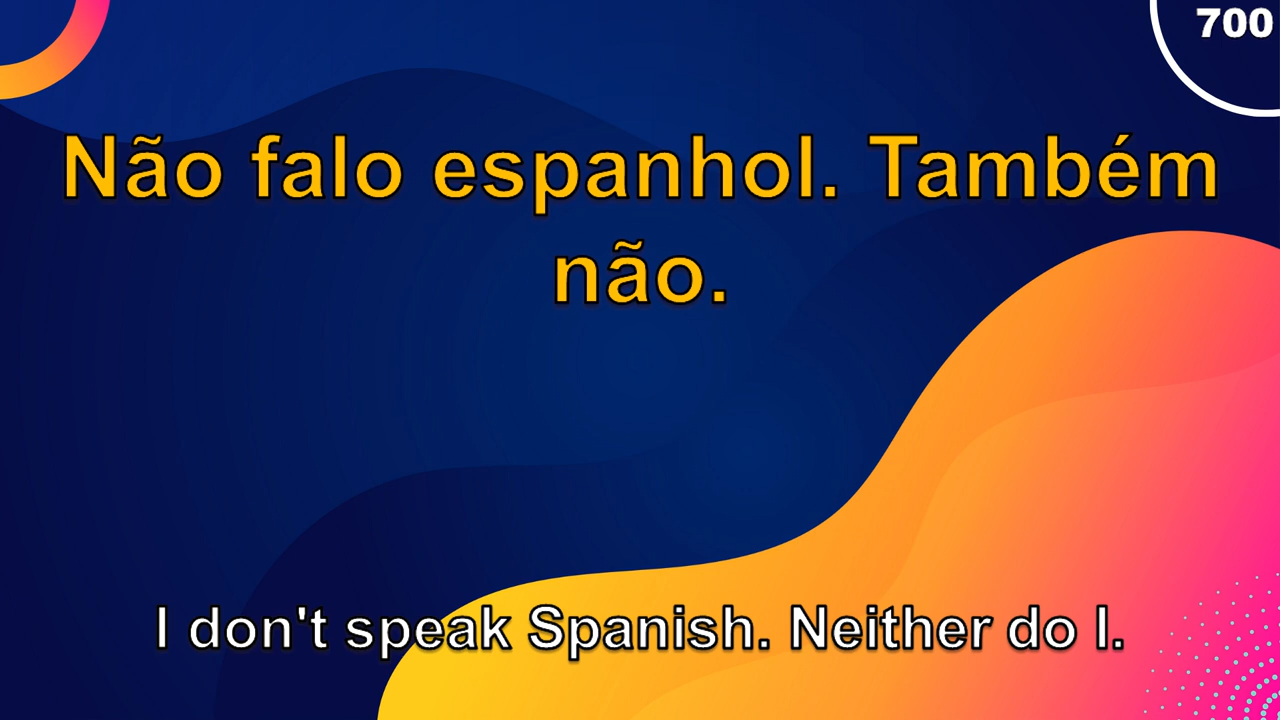 700
Não falo espanhol. Também
não.
I don't speak Spanish. Neither do I.